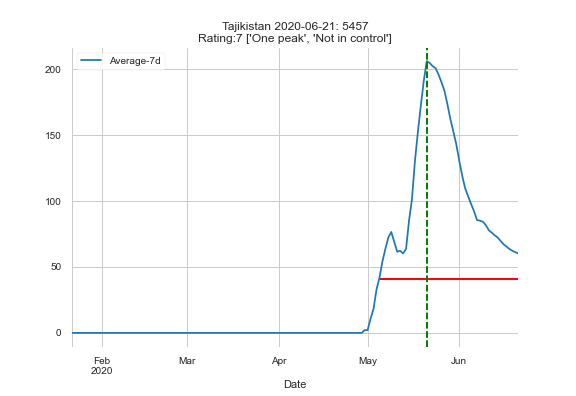 Tajikistan 2020-06-21: 5457
Rating:7 ['One peak', 'Not in control']
Average-7d
200
150
100
50
0
Feb
2020
Mar
Apr
May
Jun
Date